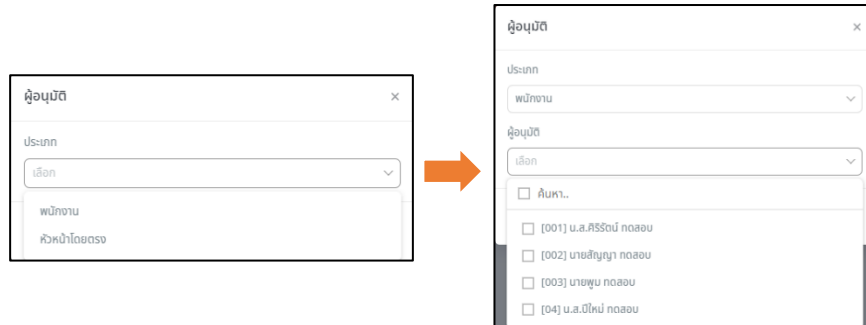 ผู้อนุมัติ
ประเภท
เลือก
พนักงาน
หัวหน้าโดยตรง
ผู้อนุมัติ
ประเภท
พนักงาน
ผู้อนุมัติ
เลือก
ค้นหา..
[001] น.ส.ศิริรัตน์ ทดสอบ
[002] นายสัญญา ทดสอบ
[003] นายพูม ทดสอบ
[04] น.ส.ปีใหม่ ทดสอบ